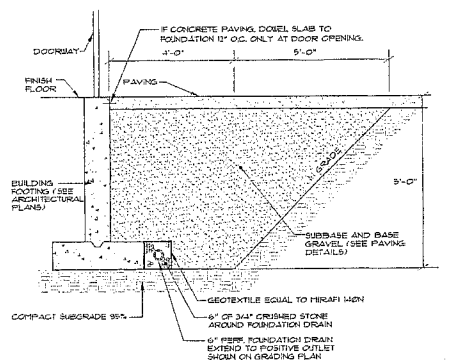 IF CONCRETE PAVING, DOWEL SLAB TO
FOUNDATION 12" O.C. ONLY AT DOOR OPENING.
DOORWAY
4'-0"
5'-0"
FINISH
FLOOR
PAVING
GRADE
BUILDING
FOOTING (SEE
ARCHITECTURAL
PLANS)
5'-0"
SUBBASE AND BASE
GRAVEL (SEE PAVING
DETAILS)
GEOTEXTILE EQUAL TO MIRAFI 140N
COMPACT SUBGRADE 95%
6" OF 3/4" CRUSHED STONE
AROUND FOUNDATION DRAIN
6" PERF. FOUNDATION DRAIN
EXTEND TO POSITIVE OUTLET
SHOWN ON GRADING PLAN